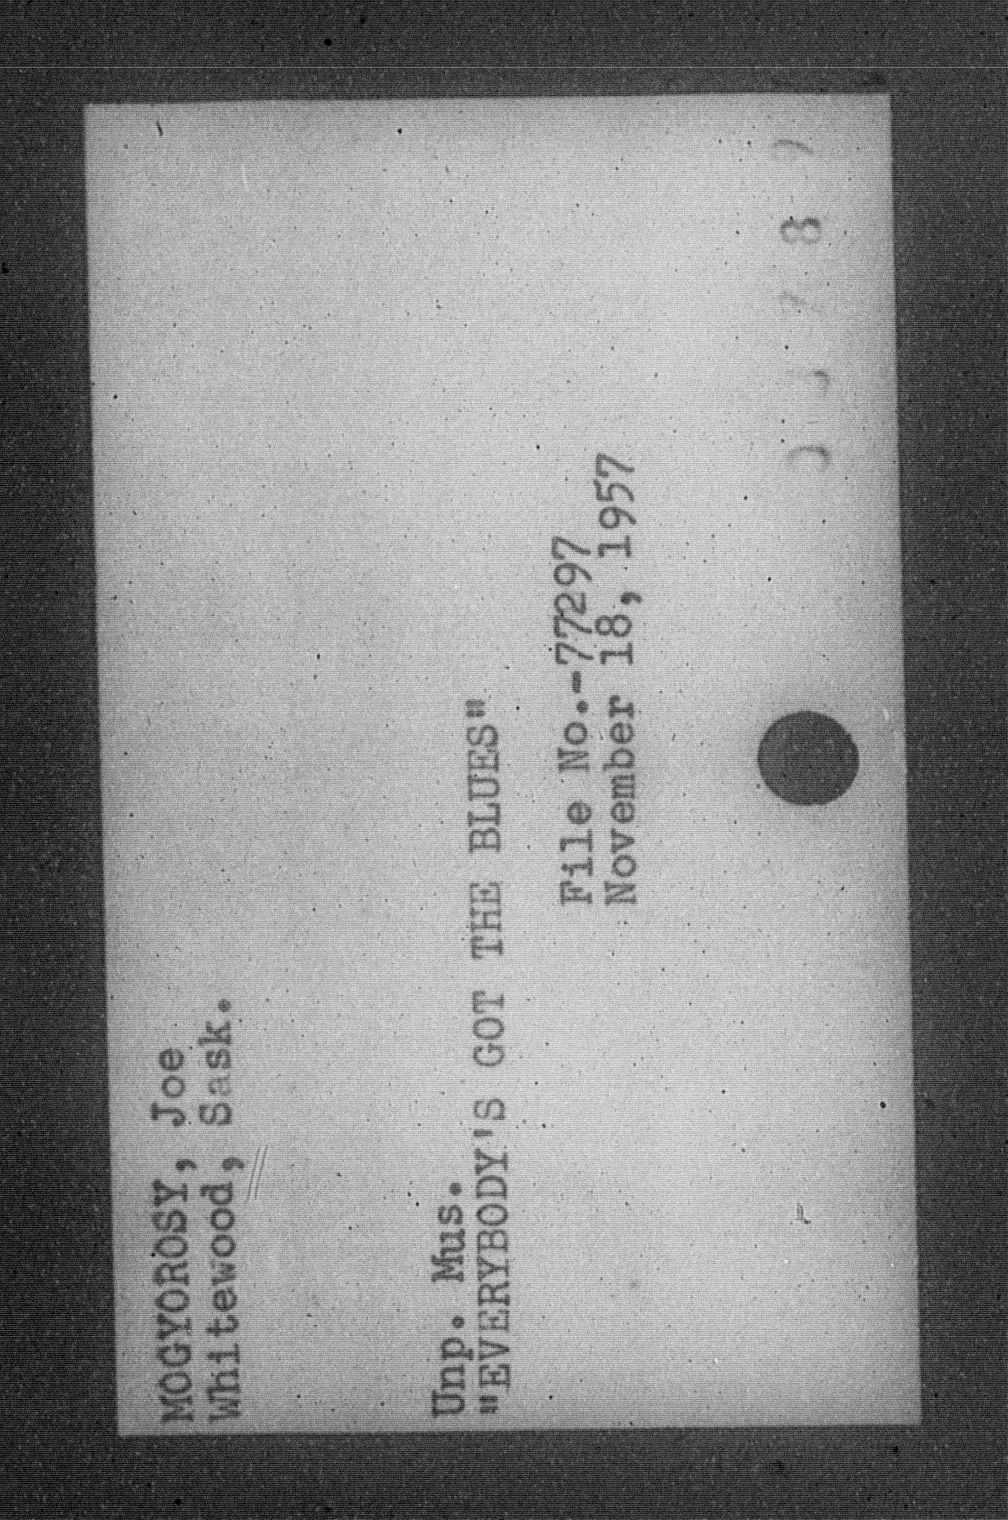 MOGYOROSY, Joe
Whitewood, Sask.
Unp. Mus.
"EVERYBODY'S GOT THE BLUES"
File No.-77297
November 18, 1957